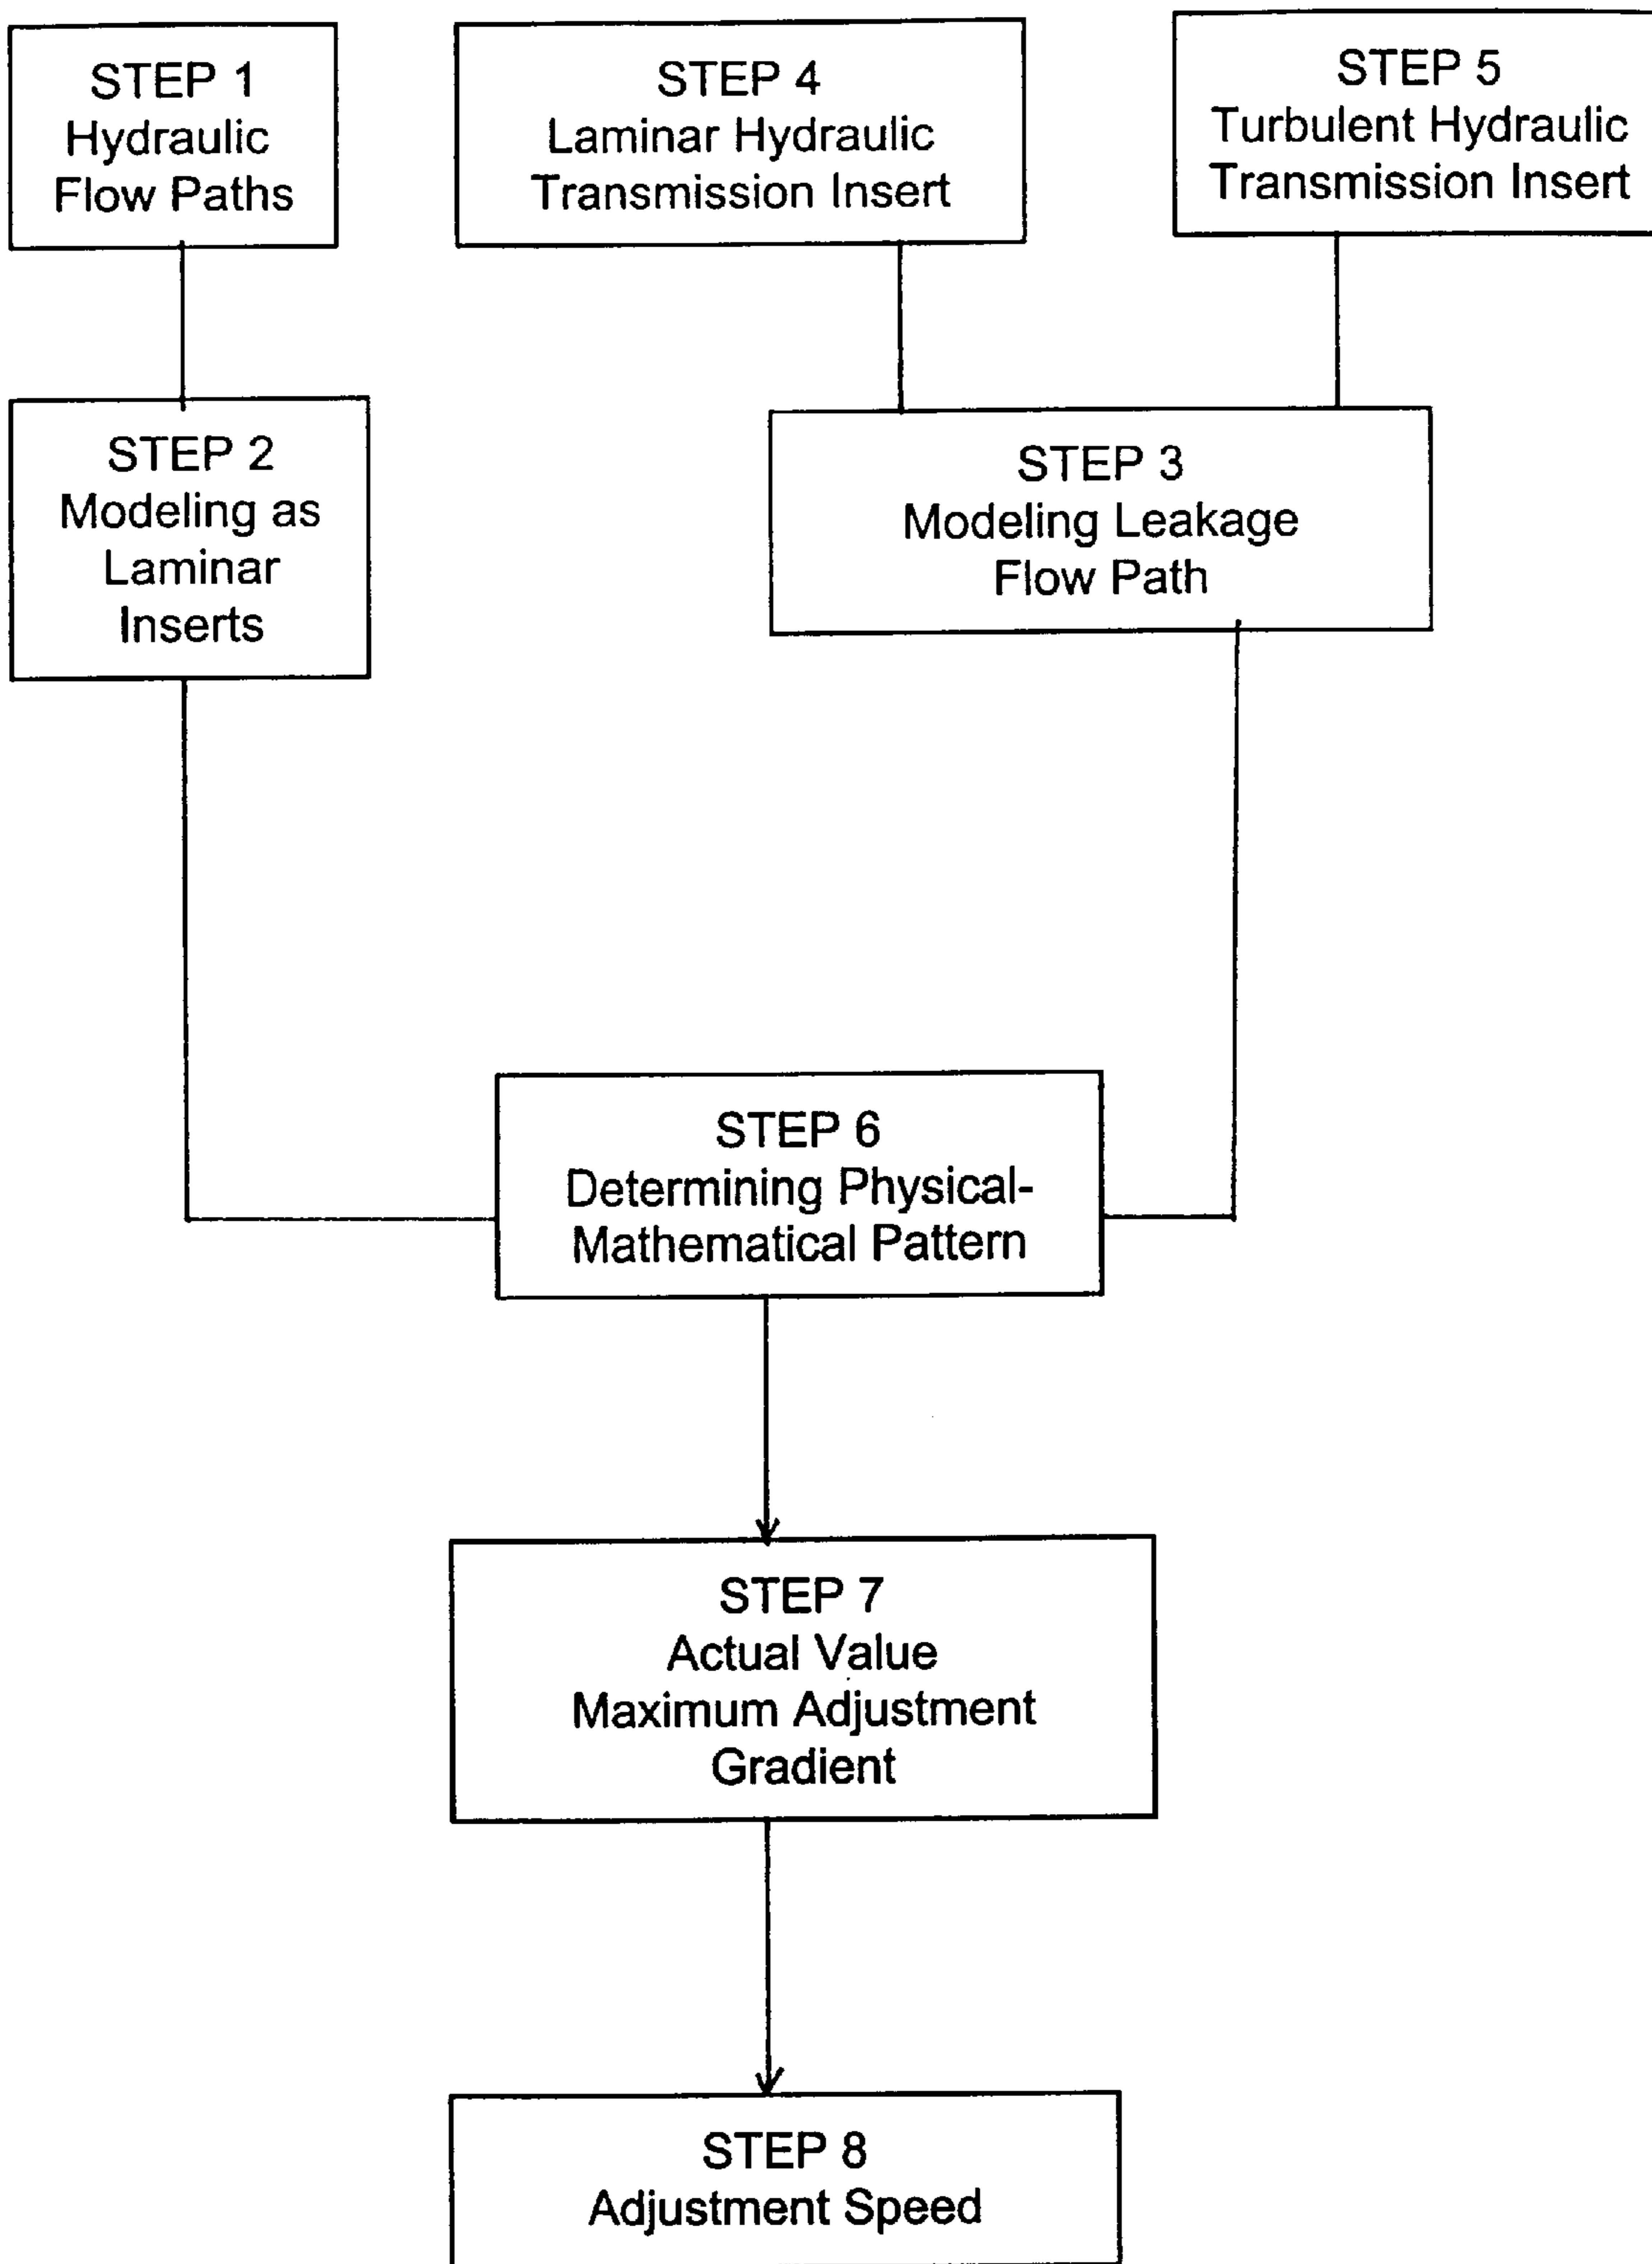 STEP 1
Hydraulic
Flow Paths
STEP 4
Laminar Hydraulic
Transmission Insert
STEP 5
Turbulent Hydraulic
Transmission Insert
STEP 2
Modeling as
Laminar
Inserts
STEP 3
Modeling Leakage
Flow Path
STEP 6
Determining Physical-
Mathematical Pattern
STEP 7
Actual Value
Maximum Adjustment
Gradient
STEP 8
Adjustment Speed